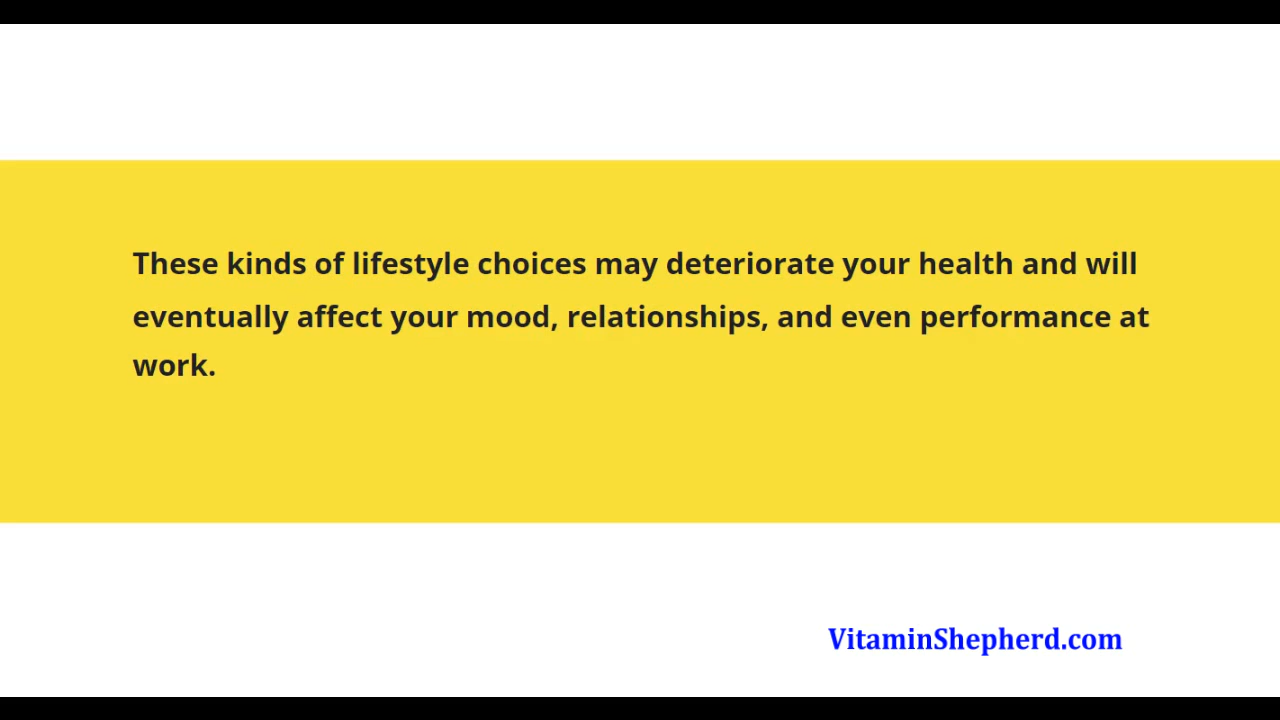 These kinds of lifestyle choices may deteriorate your health and will
eventually affect your mood, relationships, and even performance at
work.
VitaminShepherd.com